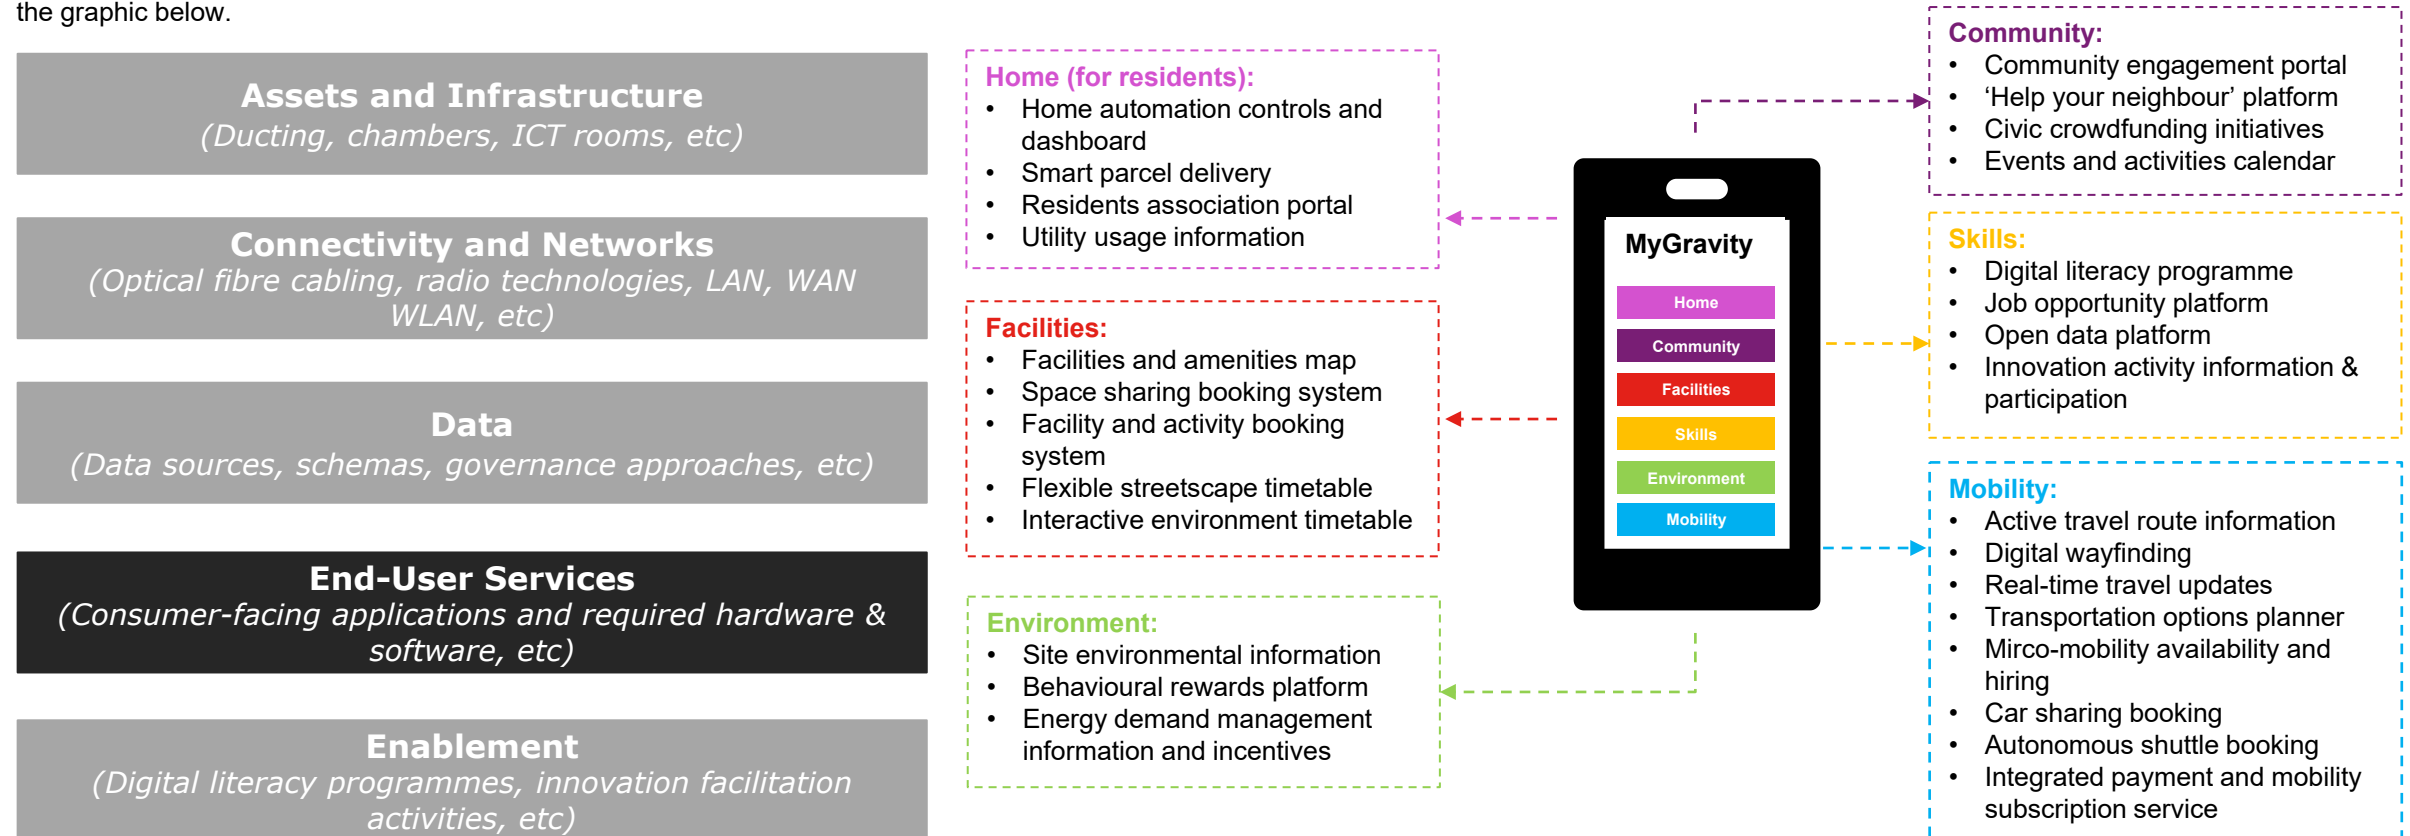 the graphic below.
Assets and Infrastructure
(Ducting, chambers, ICT rooms, etc)
Connectivity and Networks
(Optical fibre cabling, radio technologies, LAN, WAN
WLAN, etc)
Data
(Data sources, schemas, governance approaches, etc)
End-User Services
(Consumer-facing applications and required hardware &
software, etc)
Enablement
(Digital literacy programmes, innovation facilitation
activities, etc)
Home (for residents):
• Home automation controls and
dashboard
• Smart parcel delivery
• Residents association portal
• Utility usage information
Facilities:
• Facilities and amenities map
• Space sharing booking system
• Facility and activity booking
system
• Flexible streetscape timetable
• Interactive environment timetable
Environment:
• Site environmental information
• Behavioural rewards platform
• Energy demand management
information and incentives
MyGravity
Home
Community
Facilities
Skills
Environment
Mobility
Community:
• Community engagement portal
• ‘Help your neighbour’ platform
• Civic crowdfunding initiatives
• Events and activities calendar
Skills:
• Digital literacy programme
• Job opportunity platform
• Open data platform
• Innovation activity information &
participation
Mobility:
• Active travel route information
• Digital wayfinding
• Real-time travel updates
• Transportation options planner
• Mirco-mobility availability and
hiring
• Car sharing booking
• Autonomous shuttle booking
• Integrated payment and mobility
subscription service